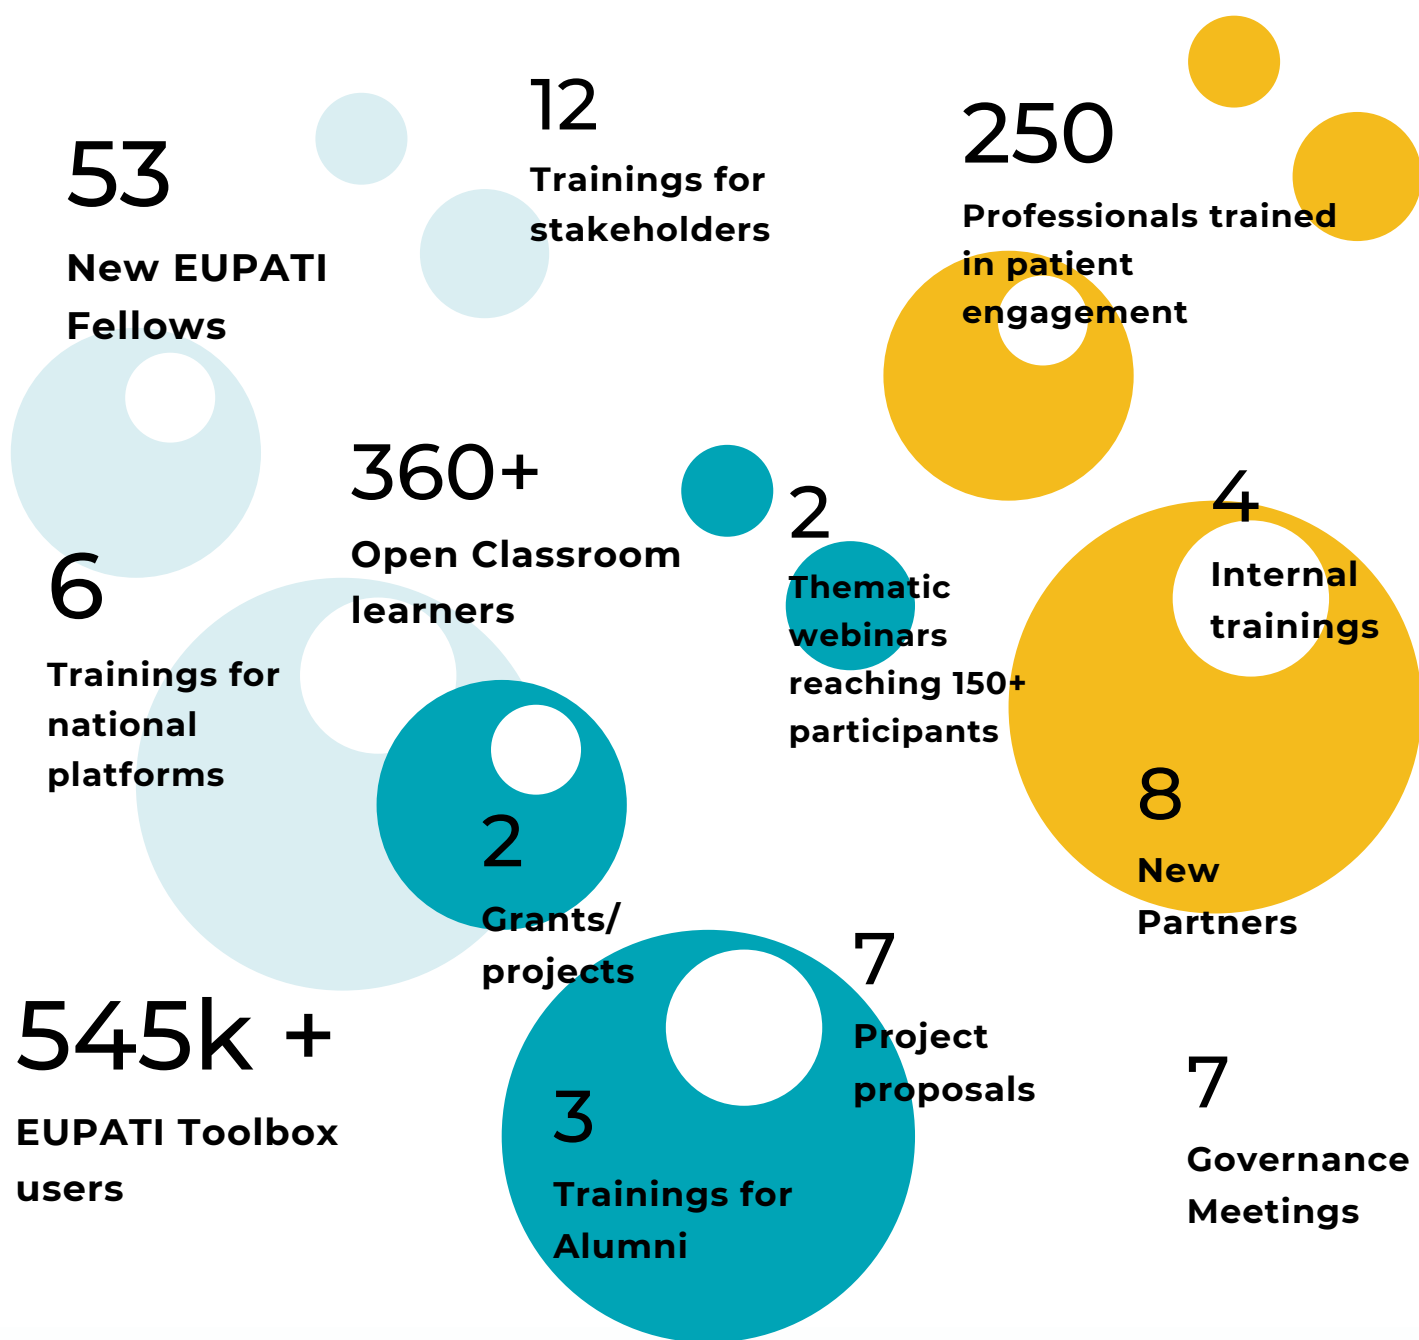 53
New EUPATI
Fellows
12
Trainings for
stakeholders
250
Professionals trained
in patient
engagement
360+
Open Classroom
learners
2
Thematic
webinars
reaching 150+
participants
4
Internal
trainings
6
Trainings for
national
platforms
2
Grants/
projects
8
New
Partners
545k +
EUPATI Toolbox
users
3
Trainings for
Alumni
7
Project
proposals
7
Governance
Meetings